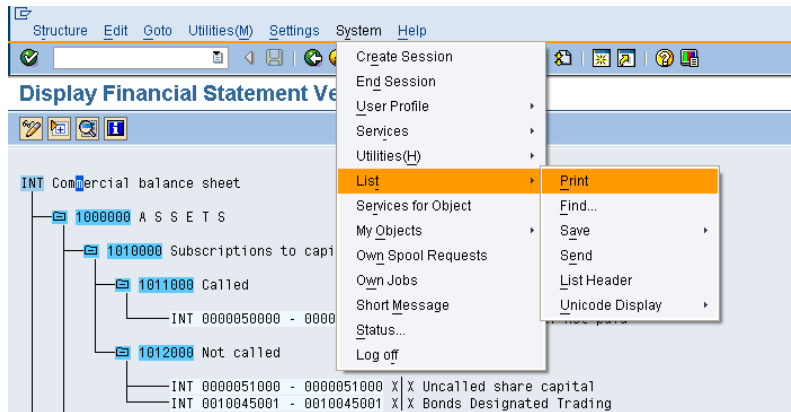 Structure Edit Goto Utilities(M) Settings System Help
Display Financial Statement Ve
Create Session
End Session
User Profile
Services
Utilities(H)
List
Services for Object
My Objects
Own Spool Requests
Own Jobs
Short Message
Status...
Log off
Print
Find...
Save
Send
List Header
Unicode Display
INT Commercial balance sheet
1000000 A S S E T S
1010000 Subscriptions to capi
1011000 Called
INT 0000050000 - 0000
1012000 Not called
INT 0000051000 - 0000051000 X X Uncalled share capital
INT 0010045001 - 0010045001 X X Bonds Designated Trading